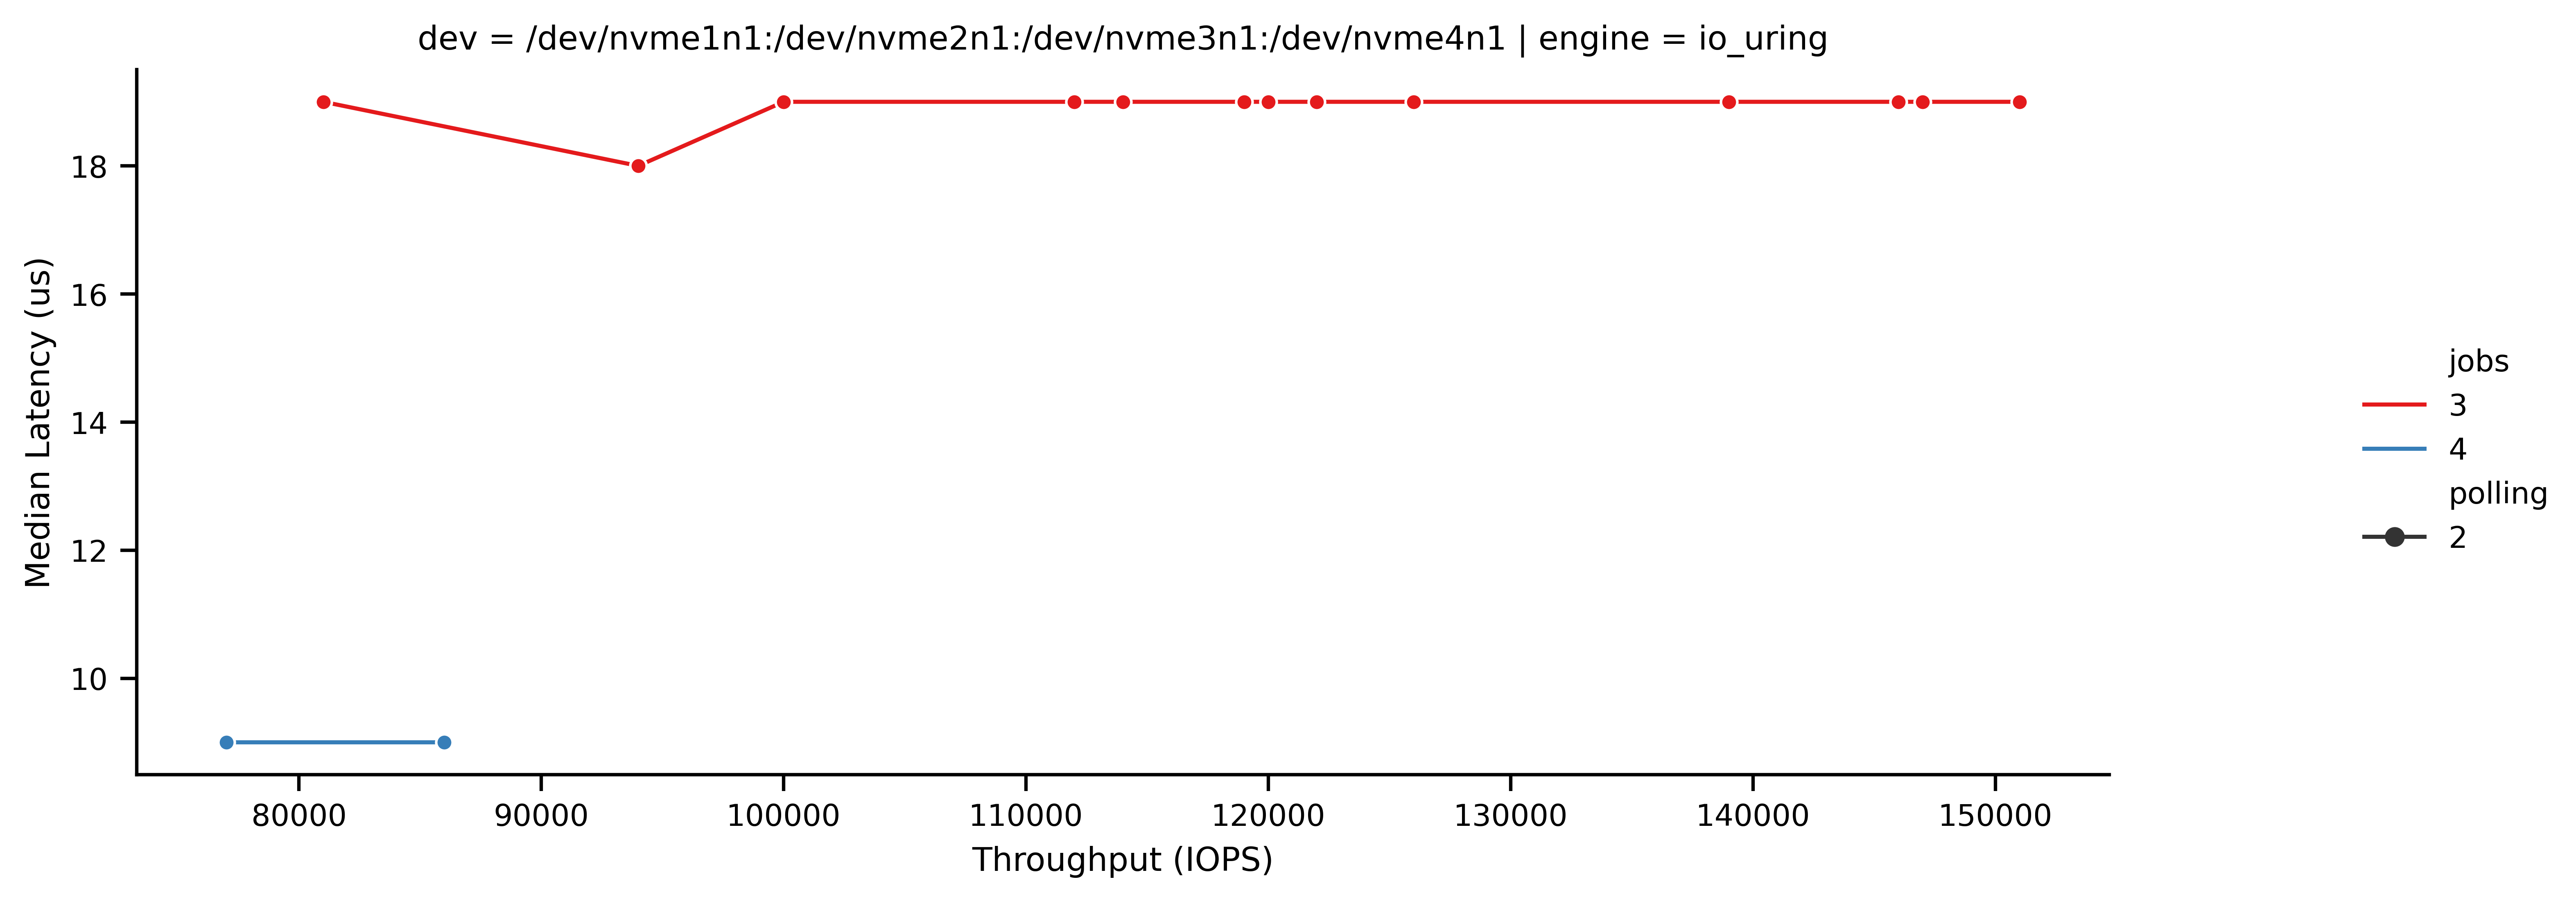 dev = /dev/nvme1n1:/dev/nvme2n1:/dev/nvme3n1:/dev/nvme4n1 | engine = io_uring
Median Latency (us)
18
16
14
12
10
80000 90000 100000 110000 120000 130000 140000 150000
Throughput (IOPS)
jobs
3
4
polling
2